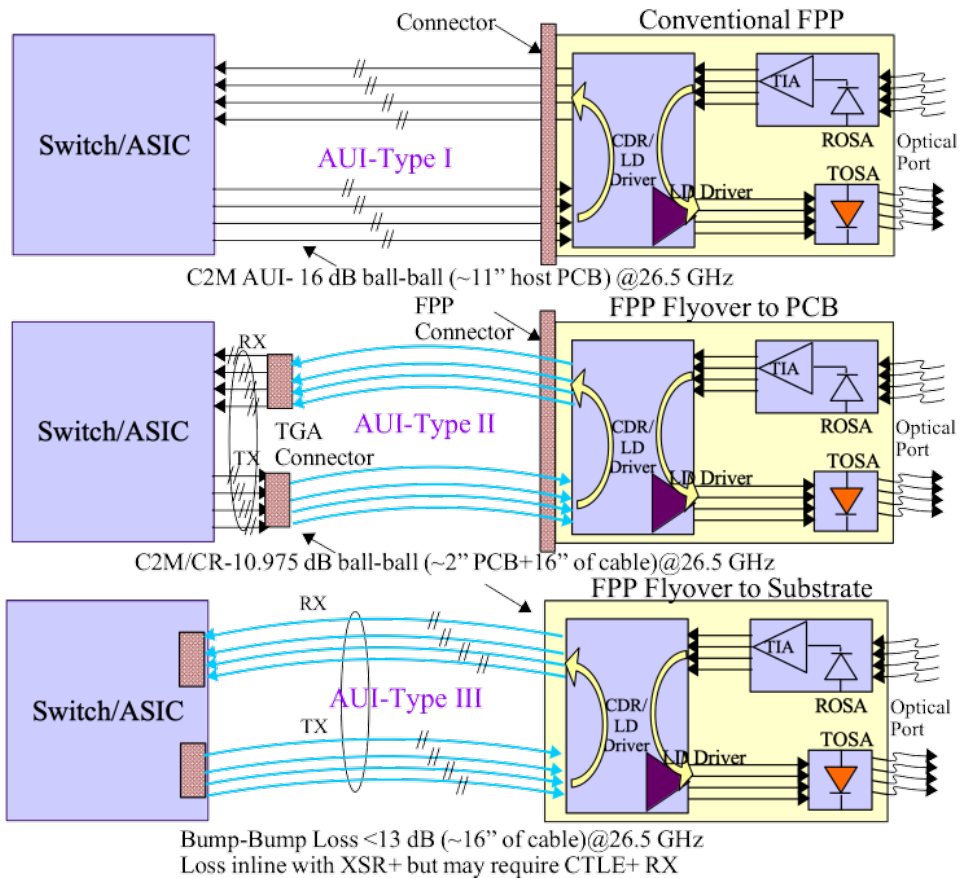 Connector
Conventional FPP
Switch/ASIC
AUI-Type I
CDR/
LD
Driver
LD Driver
TIA
ROSA
TOSA
Optical
Port
C2M AUI- 16 dB ball-ball (~11” host PCB) @26.5 GHz
FPP
Connector
FPP Flyover to PCB
Switch/ASIC
RX
TX
TGA
Connector
AUI-Type II
CDR/
LD
Driver
LD Driver
TIA
ROSA
TOSA
Optical
Port
C2M/CR-10.975 dB ball-ball (~2” PCB+16” of cable)@26.5 GHz
FPP Flyover to Substrate
Switch/ASIC
RX
AUI-Type III
TX
CDR/
LD
Driver
LD Driver
TIA
ROSA
TOSA
Optical
Port
Bump-Bump Loss <13 dB (~16” of cable)@26.5 GHz
Loss inline with XSR+ but may require CTLE+ RX